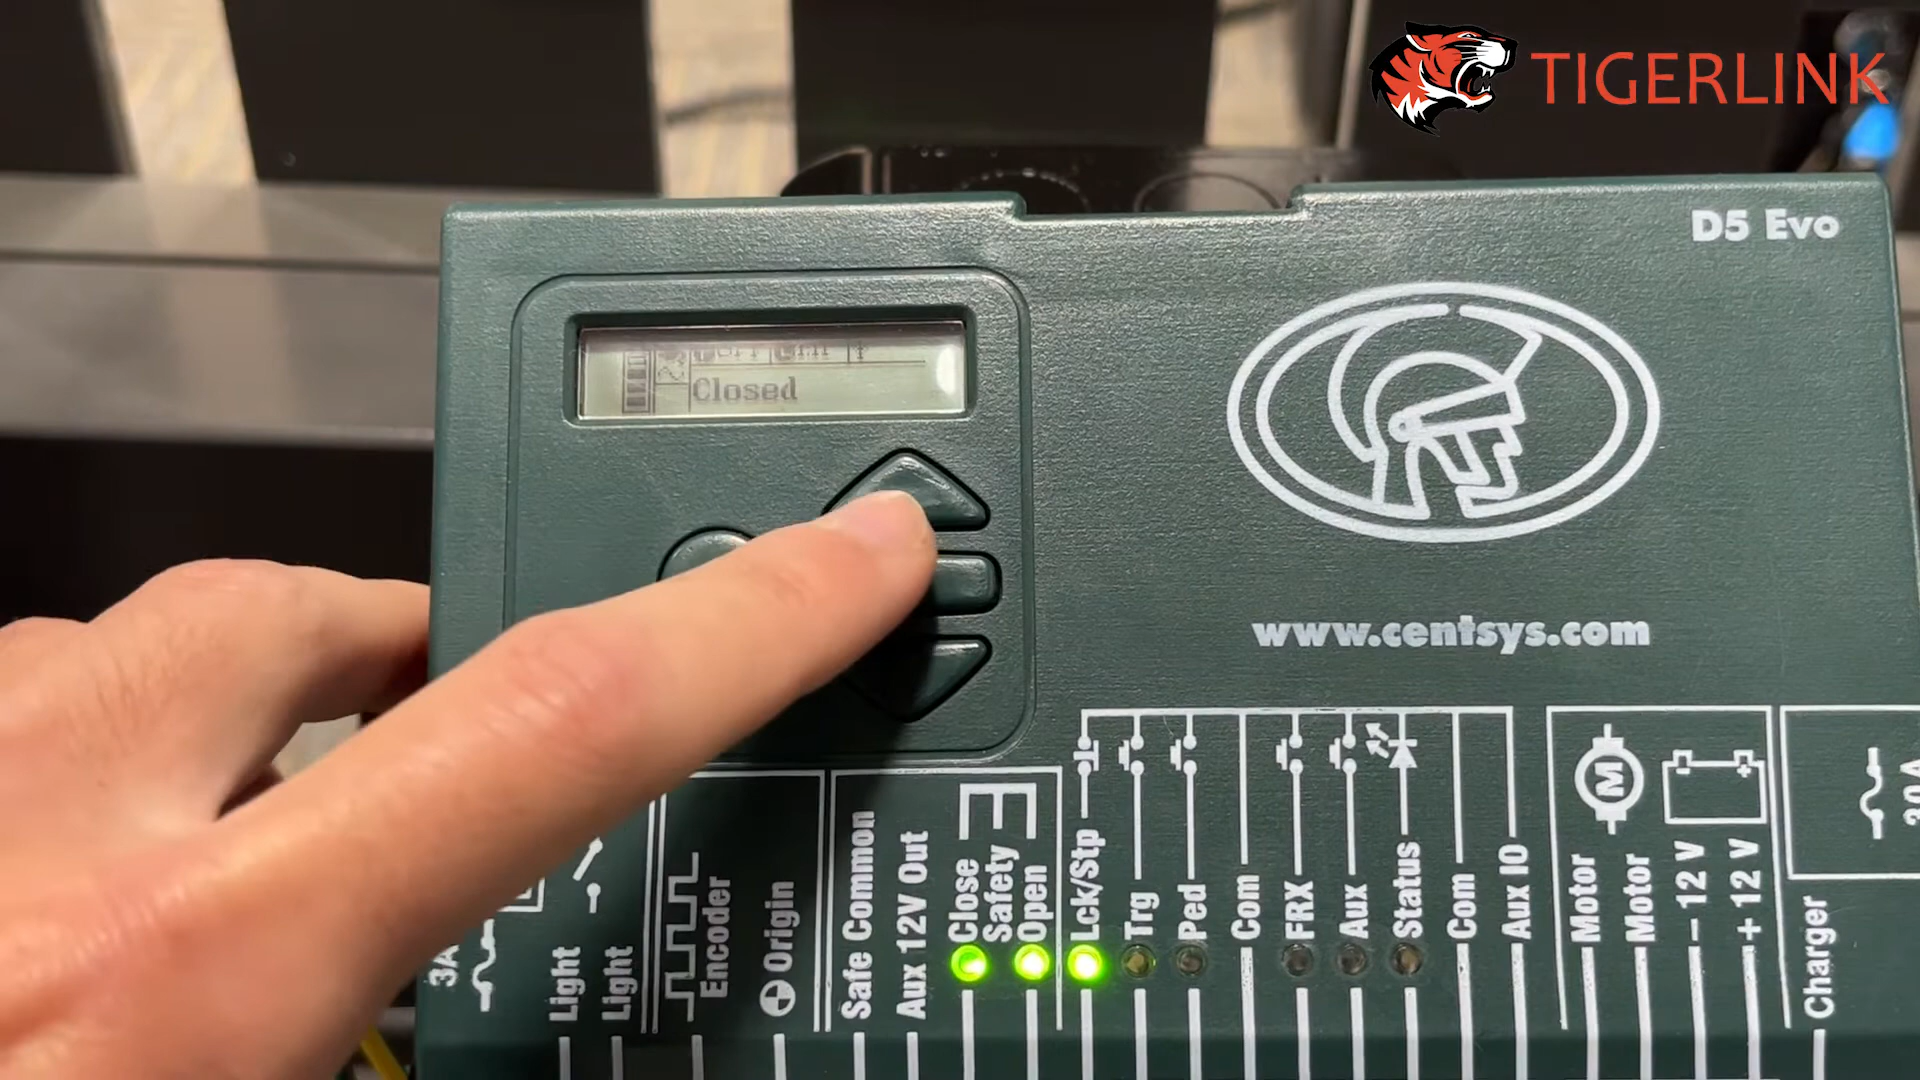 TIGERLINK
D5 Evo
Closed
www.centsys.com
3A
Light
Light
Encoder
Origin
Safe Common
Aux 12V Out
Close
Safety
Open
Lck/Stp
Trg
Ped
Com
FRX
Aux
Status
Com
Aux IO
M
Motor
Motor
- 12 V
+ 12 V
Charger
30A